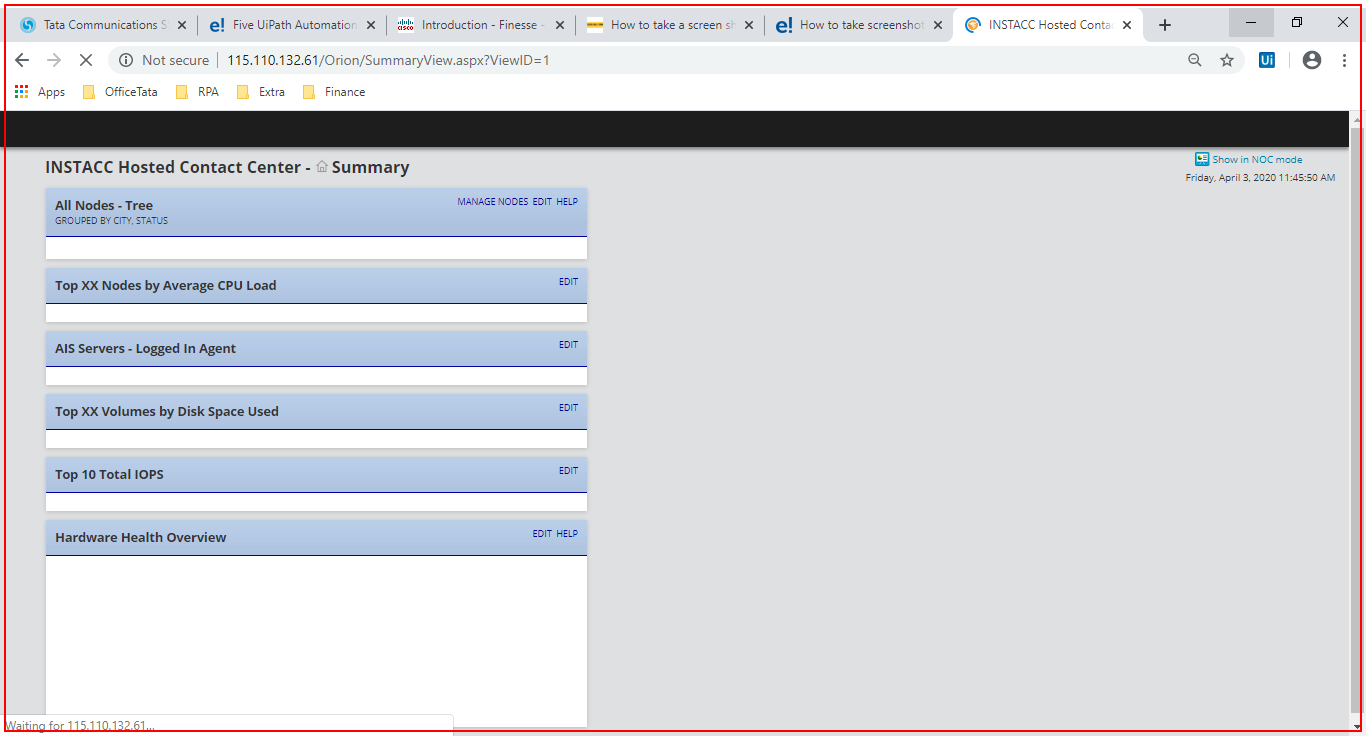 Tata Communications S
e! Five UiPath Automation
cisco Introduction - Finesse -
How to take a screen sh
e! How to take screenshot
INSTACC Hosted Conta
Not secure 115.110.132.61/Orion/SummaryView.aspx?ViewID=1
Ui
Apps OfficeTata RPA Extra Finance
INSTACC Hosted Contact Center - Summary
Show in NOC mode
Friday, April 3, 2020 11:45:50 AM
All Nodes - Tree MANAGE NODES EDIT HELP
GROUPED BY CITY, STATUS
Top XX Nodes by Average CPU Load EDIT
AIS Servers - Logged In Agent EDIT
Top XX Volumes by Disk Space Used EDIT
Top 10 Total IOPS EDIT
Hardware Health Overview EDIT HELP
Waiting for 115.110.132.61...